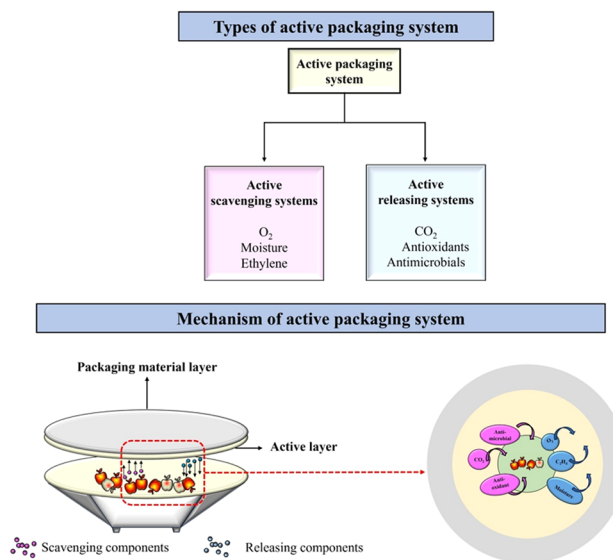 Types of active packaging system
Active packaging
system
Active
scavenging systems
O₂
Moisture
Ethylene
Active
releasing systems
CO₂
Antioxidants
Antimicrobials
Mechanism of active packaging system
Packaging material layer
Active layer
Anti-
microbial
O₂
CO₂
C₂H₄
Anti-
oxidant
Moisture
Scavenging components
Releasing components